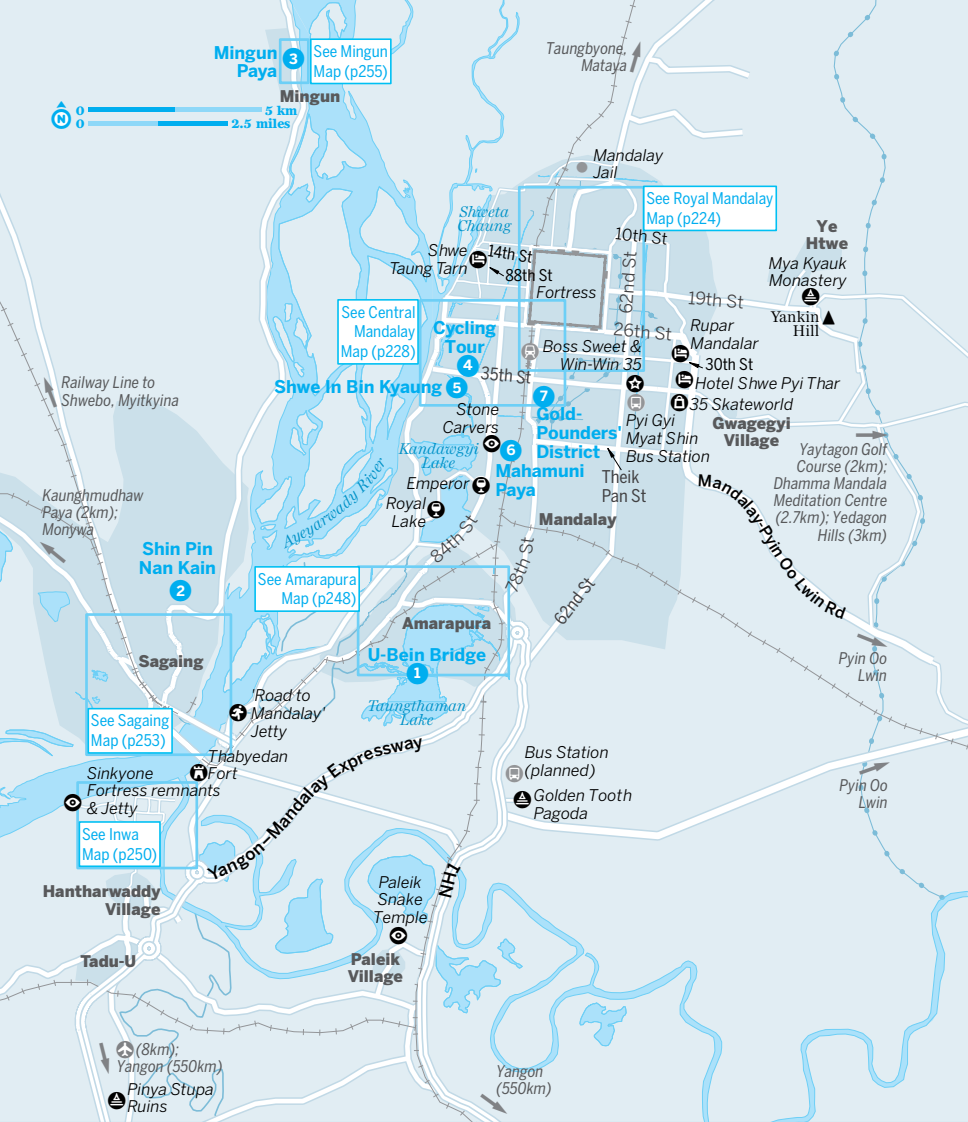 Mingun
Paya
3
See Mingun
Map (p255)
Mingun
N
0
5 km
0
2.5 miles
Taungbyone,
Mataya
Mandalay
Jail
See Royal Mandalay
Map (p224)
Shweta
Chaung
10th St
62nd St
Shwe
Taung Tarn
14th St
88th St
Fortress
Ye
Htwe
Mya Kyauk
Monastery
Yankin
Hill
19th St
26th St
See Central
Mandalay
Map (p228)
Cycling
Tour
4
Boss Sweet &
Win-Win 35
Rupar
Mandalar
30th St
Hotel Shwe Pyi Thar
35th St
Shwe In Bin Kyaung
5
7
Gold-
Pounders'
District
35 Skateworld
Gwagegyi
Village
Pyi Gyi
Myat Shin
Bus Station
Stone
Carvers
Kandawgyi
Lake
6
Mahamuni
Paya
Theik
Pan St
Emperor
Royal
Lake
Mandalay
Railway Line to
Shwebo, Myitkyina
Kaunghmudhaw
Paya (2km);
Monywa
Ayeyarwady River
84th St
78th St
62nd St
Mandalay-Pyin Oo Lwin Rd
Yaytagon Golf
Course (2km);
Dhamma Mandala
Meditation Centre
(2.7km); Yedagon
Hills (3km)
Shin Pin
Nan Kain
2
See Amarapura
Map (p248)
Amarapura
U-Bein Bridge
1
Taungthaman
Lake
Sagaing
See Sagaing
Map (p253)
'Road to
Mandalay'
Jetty
Thabyedan
Fort
Pyin Oo
Lwin
Pyin Oo
Lwin
Bus Station
(planned)
Golden Tooth
Pagoda
Yangon–Mandalay Expressway
Sinkyone
Fortress remnants
& Jetty
See Inwa
Map (p250)
Hantharwaddy
Village
NH1
Paleik
Snake
Temple
Paleik
Village
Tadu-U
(8km);
Yangon (550km)
Pinya Stupa
Ruins
Yangon
(550km)